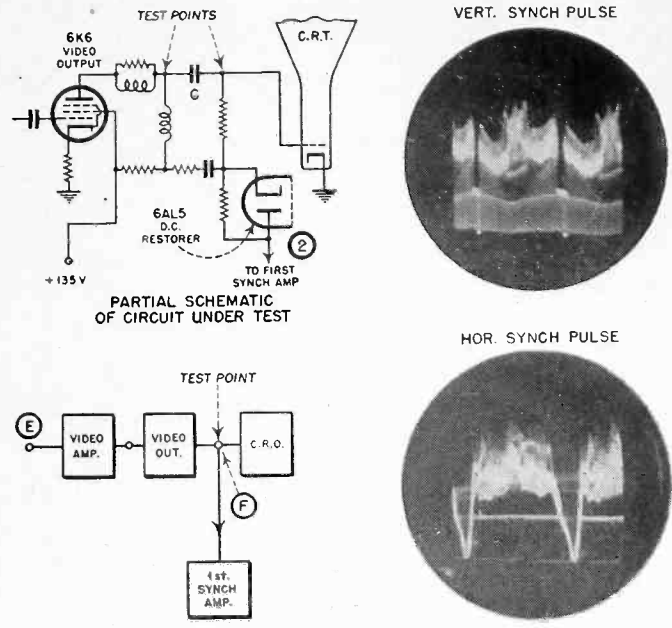 TEST POINTS
6K6
VIDEO
OUTPUT
C.R.T.
C
+135V
6AL5
D.C.
RESTORER
2
TO FIRST
SYNCH AMP
PARTIAL SCHEMATIC
OF CIRCUIT UNDER TEST
VERT. SYNCH PULSE
TEST POINT
E
VIDEO
AMP.
VIDEO
OUT.
C.R.O.
F
1st.
SYNCH
AMP.
HOR. SYNCH PULSE